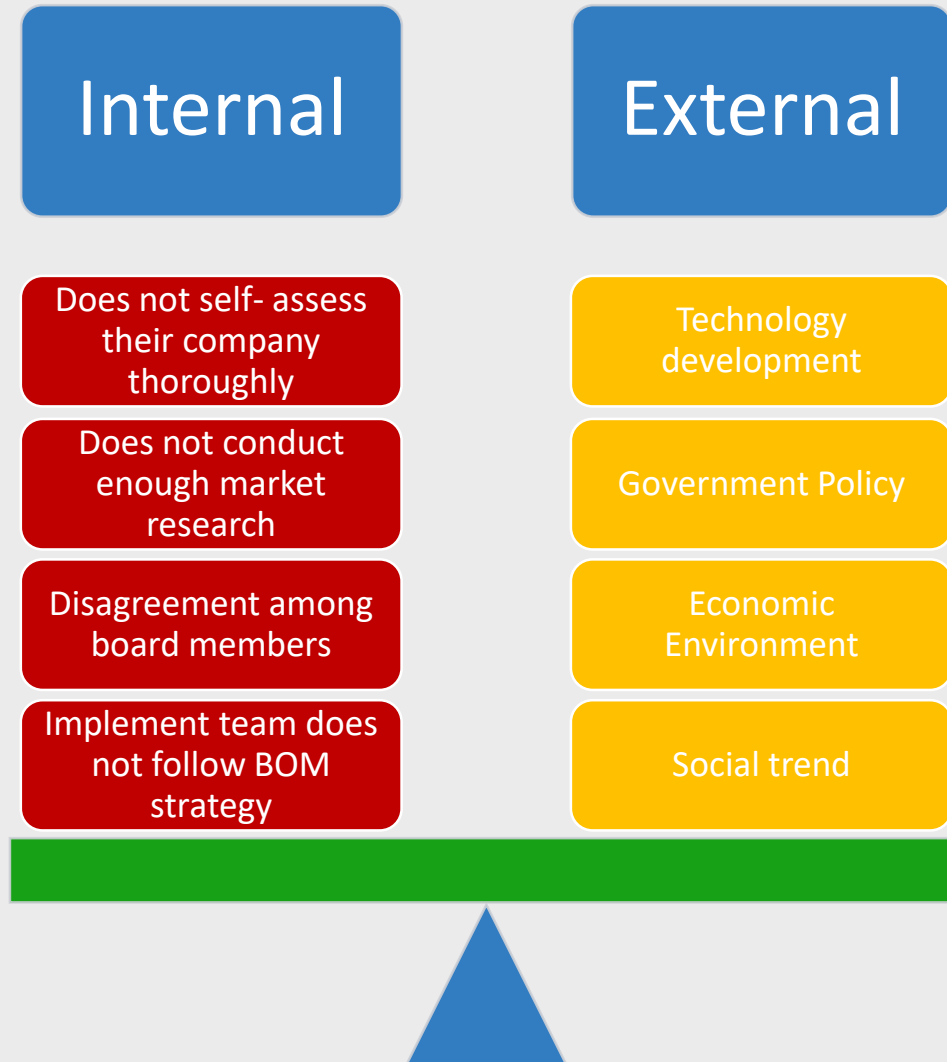 Internal
Does not self- assess
their company
thoroughly
Does not conduct
enough market
research
Disagreement among
board members
Implement team does
not follow BOM
strategy
External
Technology
development
Government Policy
Economic
Environment
Social trend